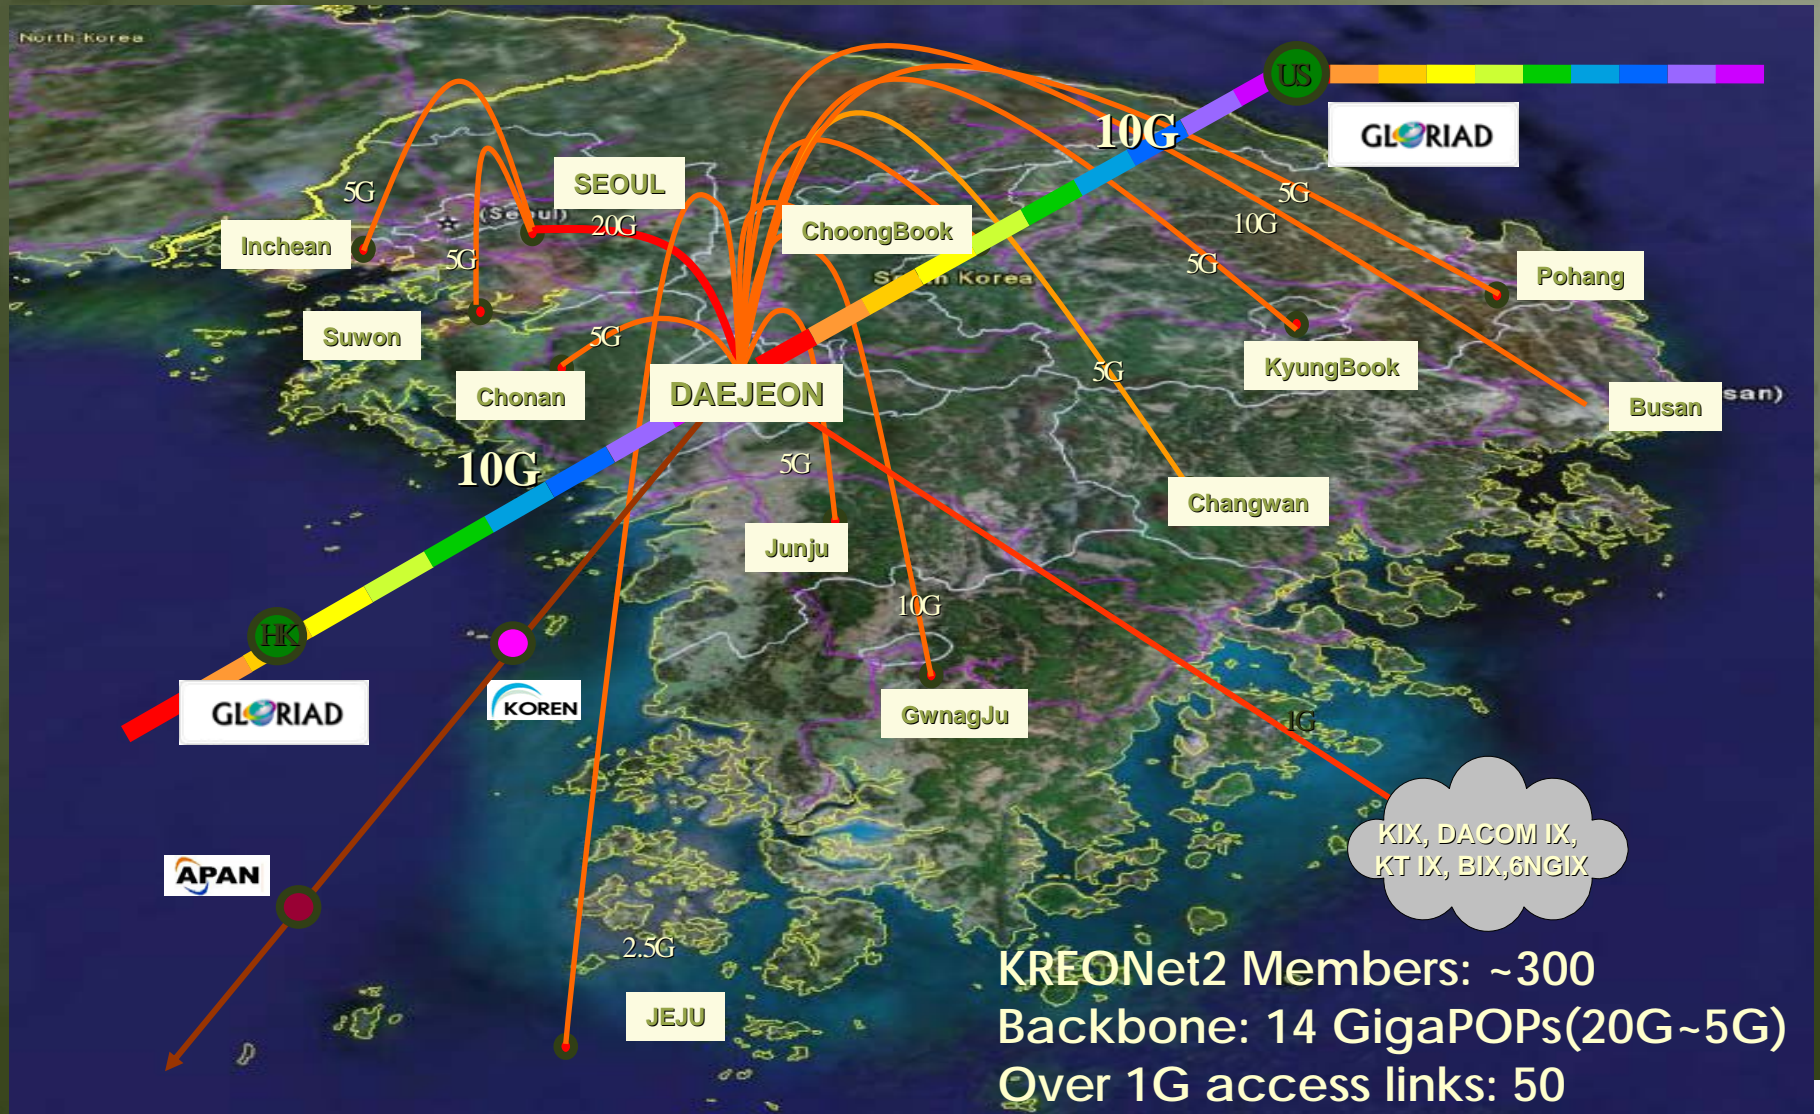 North Korea
US
10G
GLORIAD
SEOUL
5G
(Seoul)
20G
Inchean
5G
ChoongBook
5G
10G
5G
South Korea
Pohang
Suwon
5G
KyungBook
5G
Chonan
DAEJEON
Busan
san)
10G
5G
Changwan
Junju
10G
HK
GLORIAD
KOREN
GwnagJu
1G
KIX, DACOM IX,
KT IX, BIX,6NGIX
APAN
2.5G
JEJU
KREONet2 Members: ~300
Backbone: 14 GigaPOPs(20G~5G)
Over 1G access links: 50